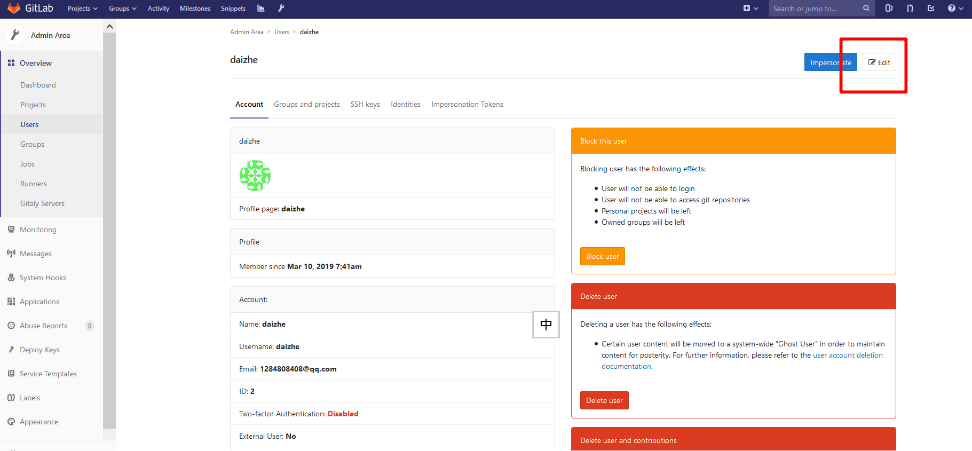 GitLab Projects Groups Activity Milestones Snippets Search or jump to...
Admin Area
Overview
Dashboard
Projects
Users
Groups
Jobs
Runners
Gitaly Servers
Monitoring
Messages
System Hooks
Applications
Abuse Reports 0
Deploy Keys
Service Templates
Labels
Appearance
Admin Area > Users > daizhe
daizhe
Impersonate
Edit
Account Groups and projects SSH keys Identities Impersonation Tokens
daizhe
Profile page: daizhe
Profile
Member since Mar 10, 2019 7:41am
Account:
Name: daizhe
Username: daizhe
Email: 1284808408@qq.com
ID: 2
Two-factor Authentication: Disabled
External User: No
中
Block this user
Blocking user has the following effects:
User will not be able to login
User will not be able to access git repositories
Personal projects will be left
Owned groups will be left
Block user
Delete user
Deleting a user has the following effects:
Certain user content will be moved to a system-wide "Ghost User" in order to maintain
content for posterity. For further information, please refer to the user account deletion
documentation.
Delete user
Delete user and contributions